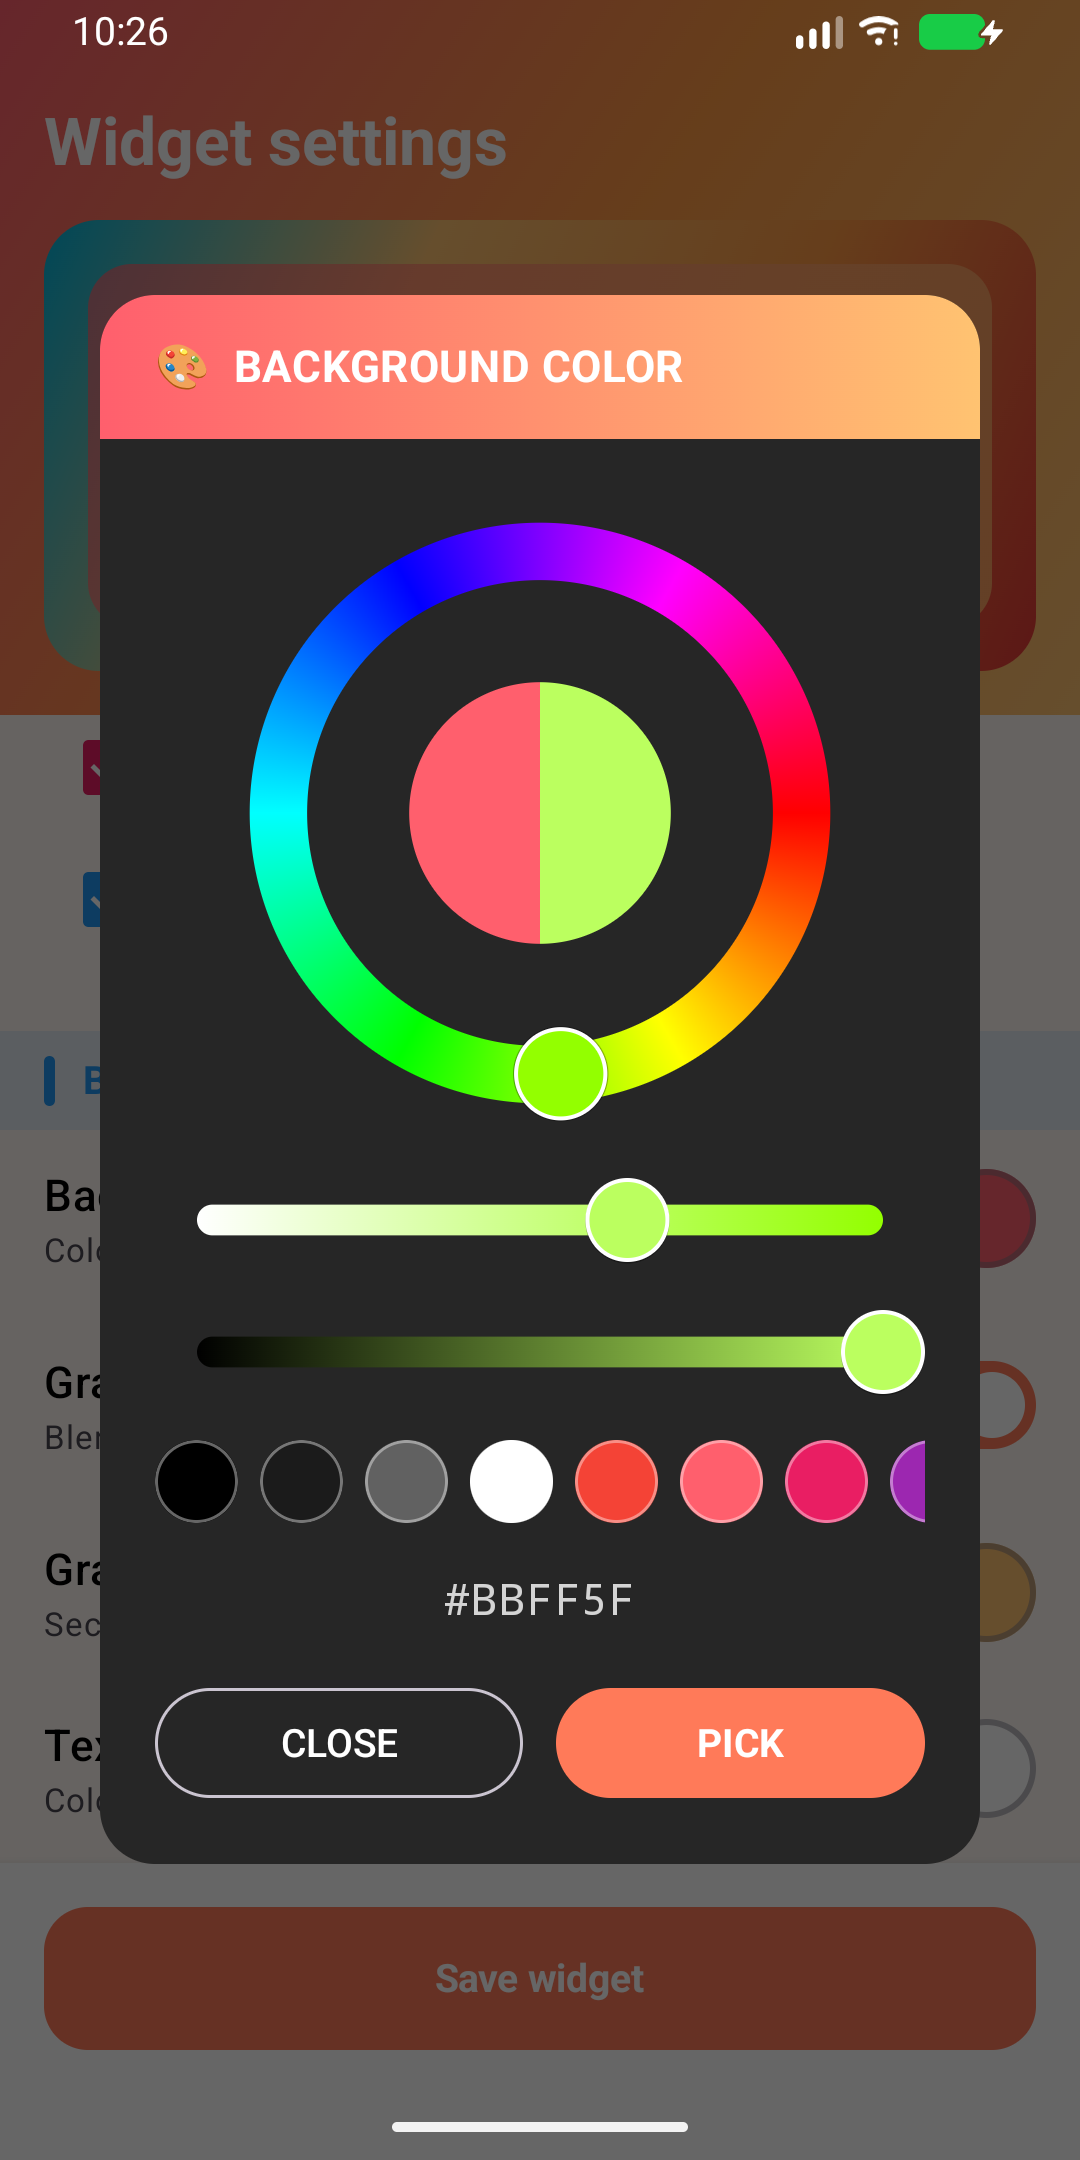 10:26
Widget settings
BACKGROUND COLOR
#BBFF5F
CLOSE
PICK
Save widget